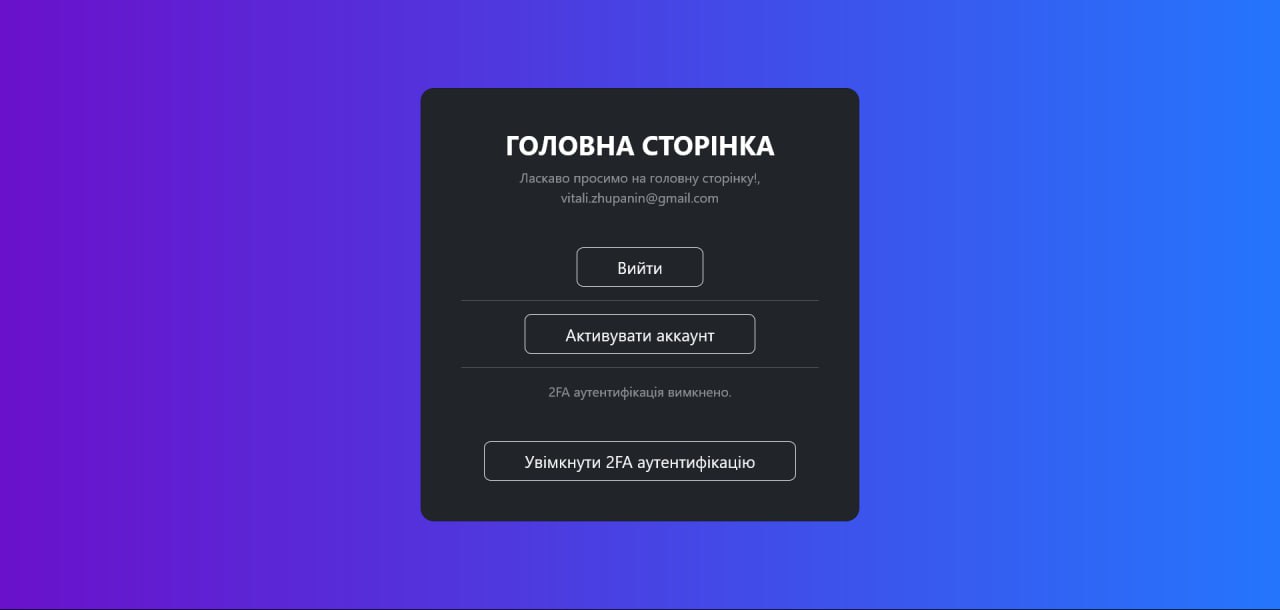 ГОЛОВНА СТОРІНКА
Ласкаво просимо на головну сторінку!,
vitali.zhupanin@gmail.com
Вийти
Активувати аккаунт
2FA аутентифікація вимкнено.
Увімкнути 2FA аутентифікацію